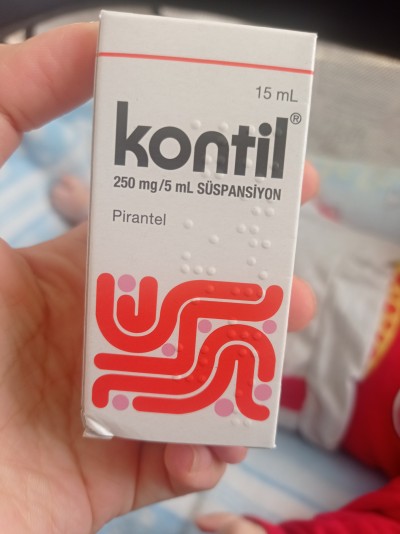 15 mL
kontil®
250 mg/5 mL SÜSPANSİYON
Pirantel